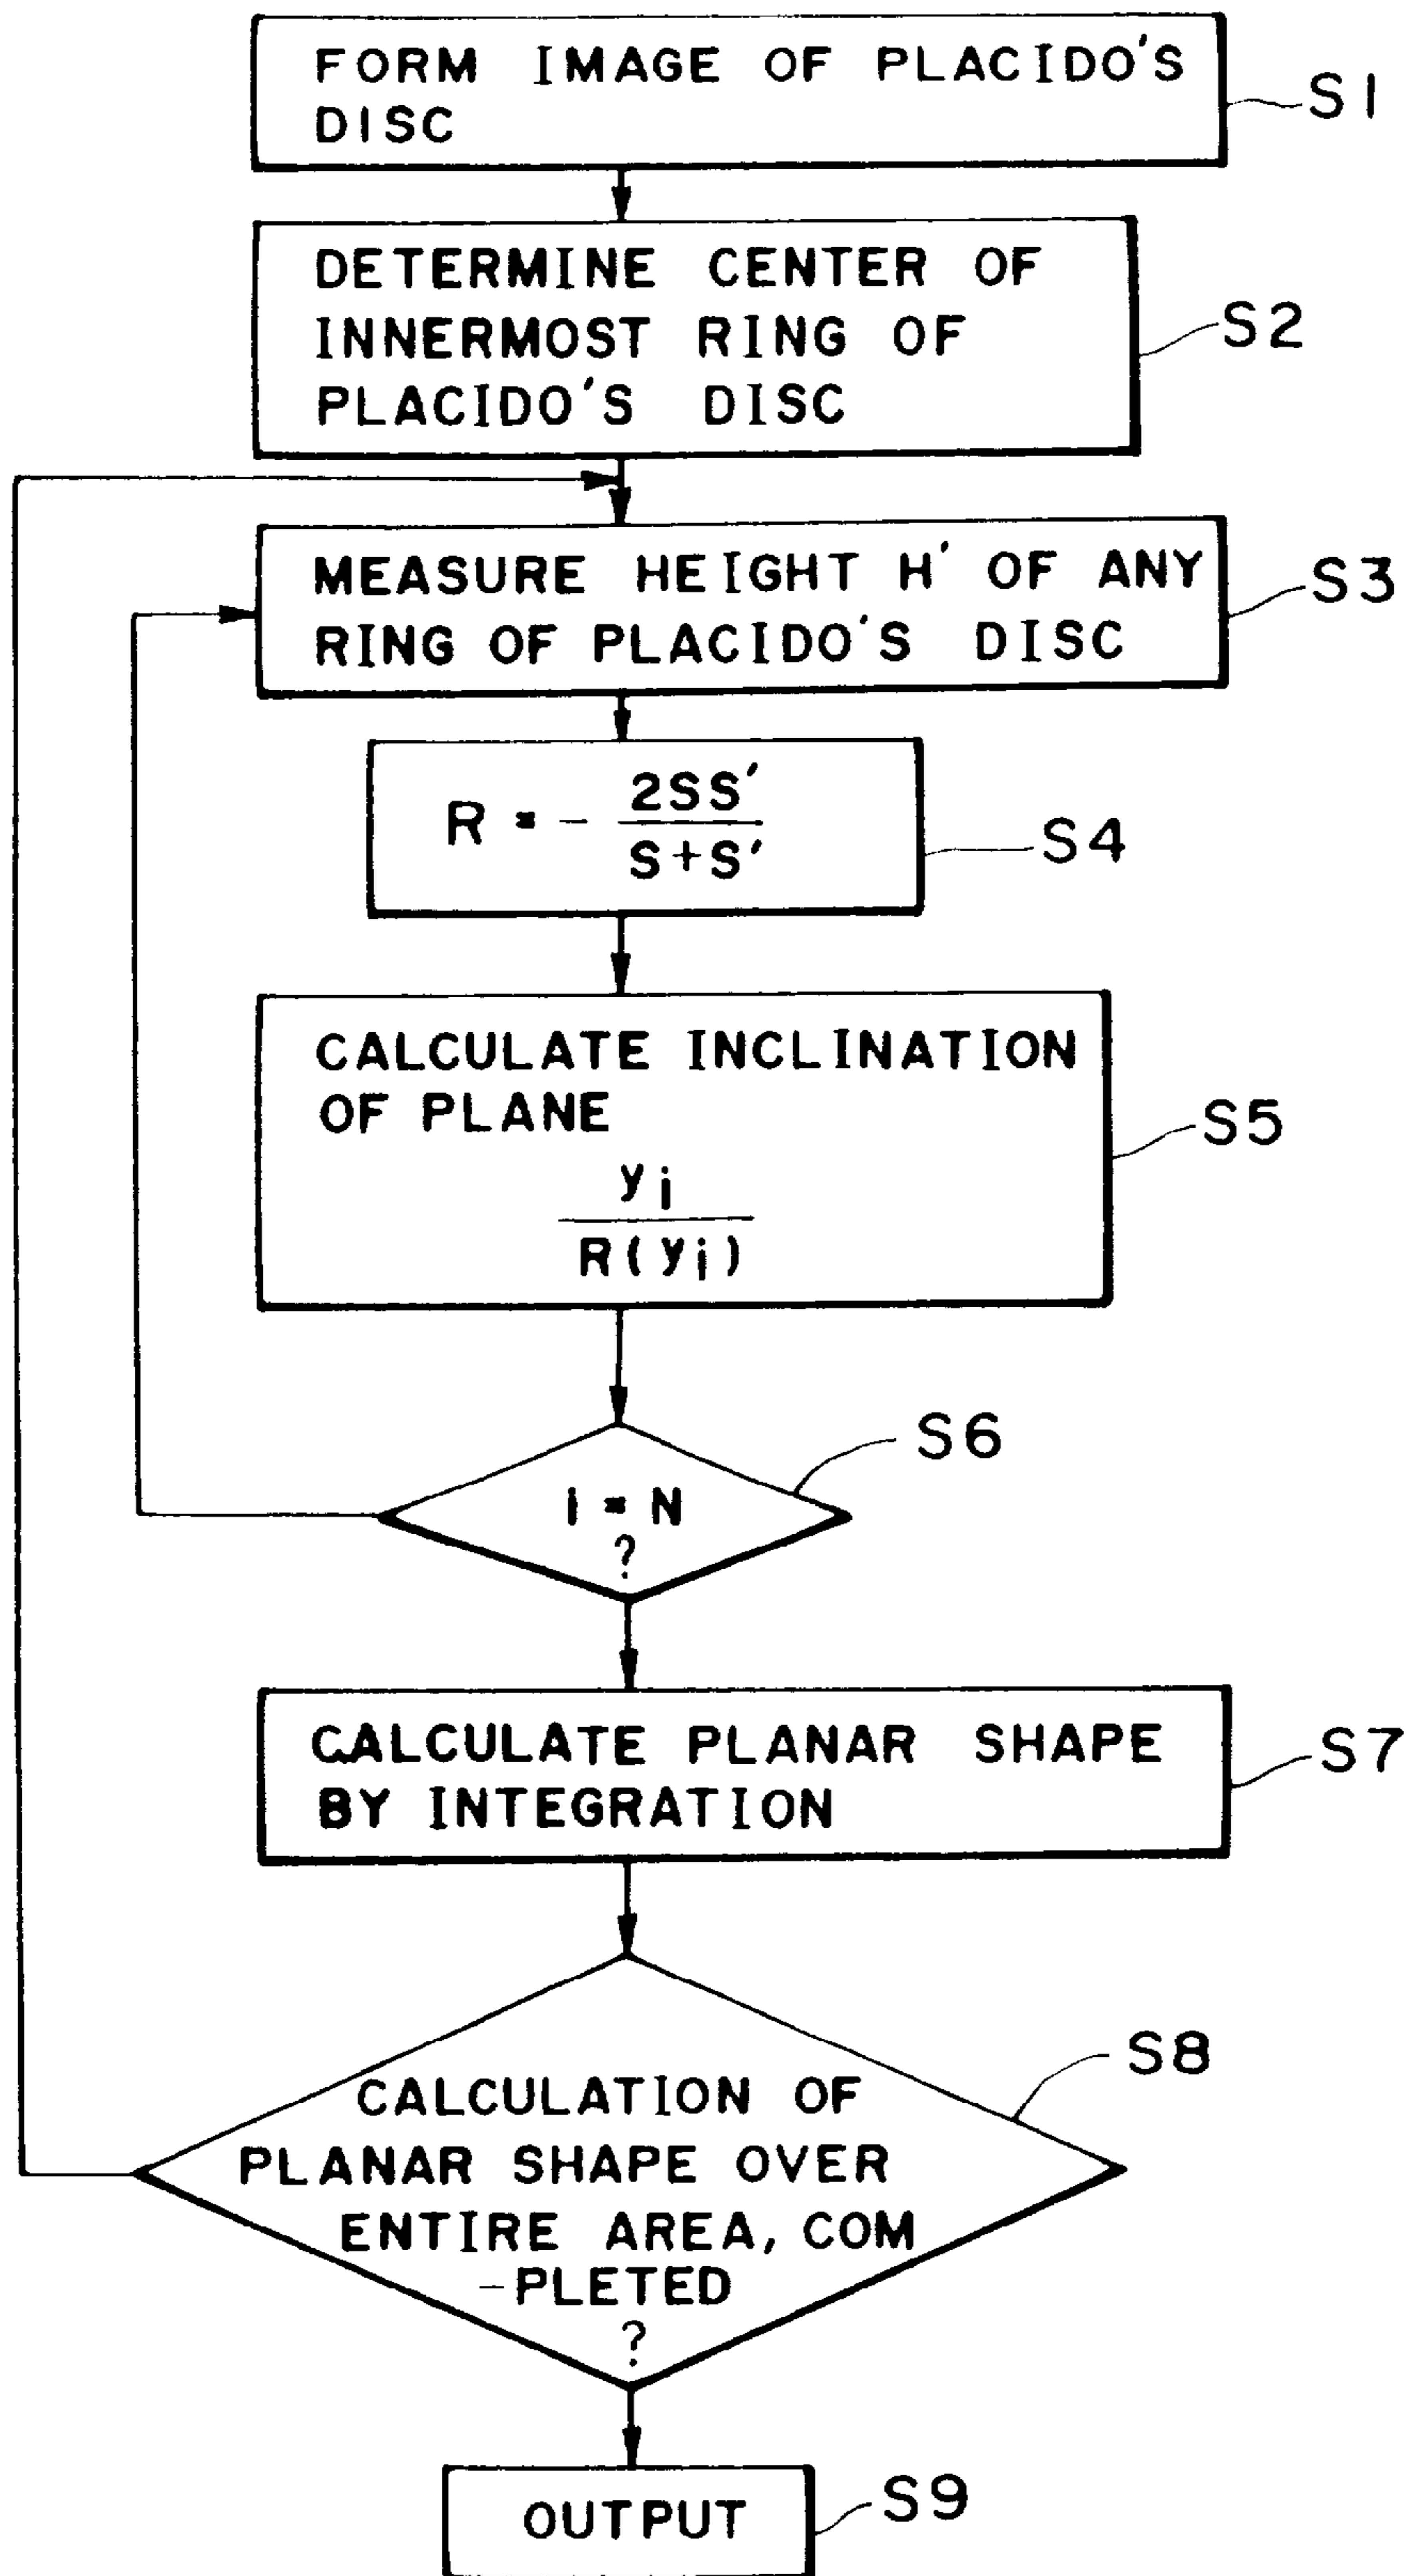 FORM IMAGE OF PLACIDO'S
DISC
S1
DETERMINE CENTER OF
INNERMOST RING OF
PLACIDO'S DISC
S2
MEASURE HEIGHT H' OF ANY
RING OF PLACIDO'S DISC
S3
R = - 2SS'
S+S'
S4
CALCULATE INCLINATION
OF PLANE
yi
R(yi)
S5
i = N
?
S6
CALCULATE PLANAR SHAPE
BY INTEGRATION
S7
CALCULATION OF
PLANAR SHAPE OVER
ENTIRE AREA, COM
-PLETED
?
S8
OUTPUT
S9